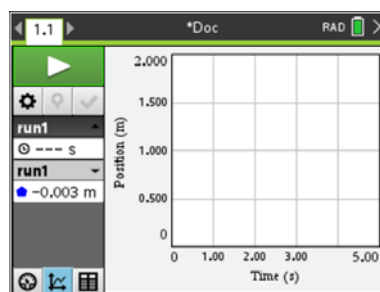 1.1 *Doc RAD
run1
--- s
run1
-0.003 m
Position (m)
2.000
1.500
1.000
0.500
0
0 1.00 2.00 3.00 5.00
Time (s)